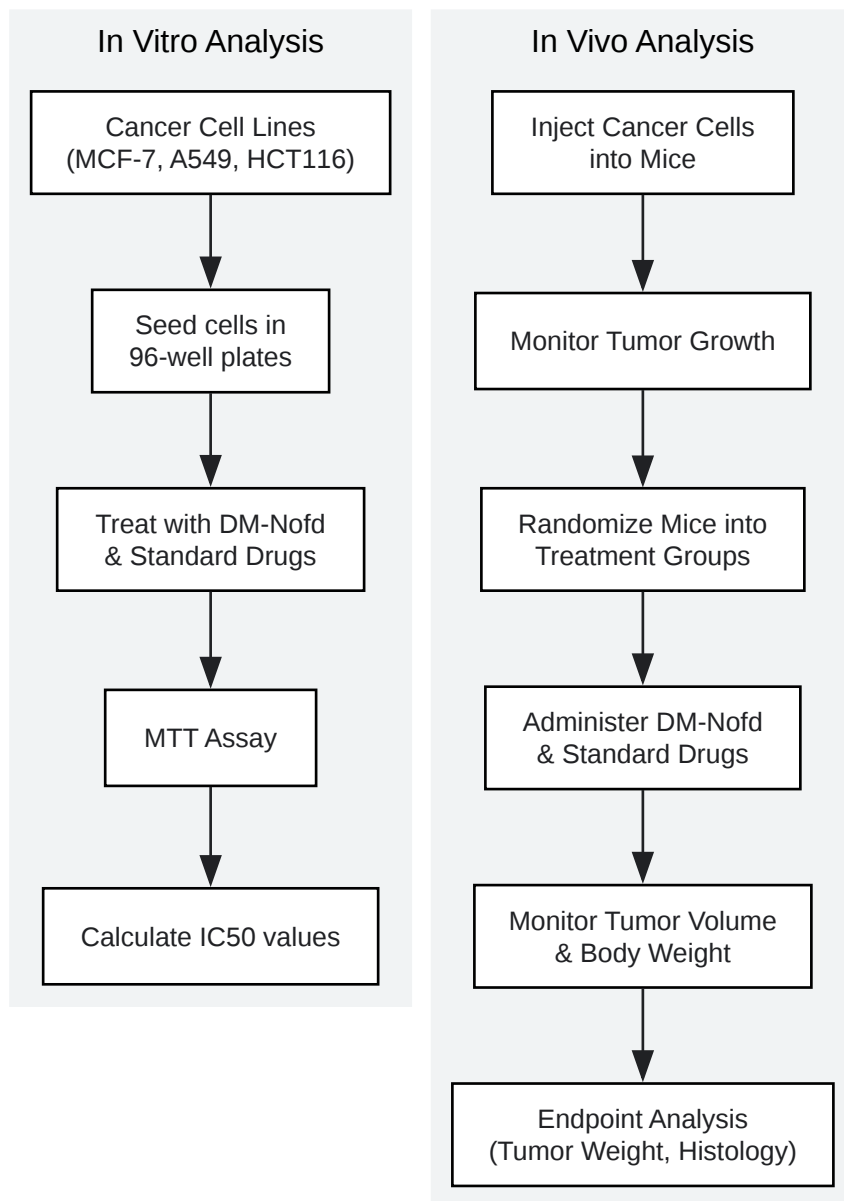 In Vitro Analysis
Cancer Cell Lines
(MCF-7, A549, HCT116)
Seed cells in
96-well plates
Treat with DM-Nofd
& Standard Drugs
MTT Assay
Calculate IC50 values
In Vivo Analysis
Inject Cancer Cells
into Mice
Monitor Tumor Growth
Randomize Mice into
Treatment Groups
Administer DM-Nofd
& Standard Drugs
Monitor Tumor Volume
& Body Weight
Endpoint Analysis
(Tumor Weight, Histology)